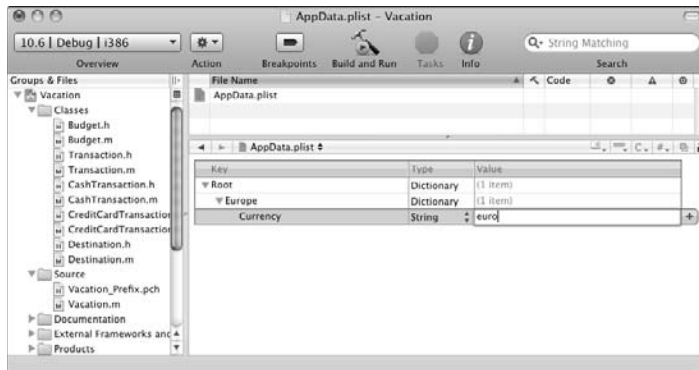 AppData.plist – Vacation
10.6 | Debug | i386
String Matching
Overview
Action
Breakpoints
Build and Run
Tasks
Info
Search
Groups & Files
File Name
Code
Vacation
AppData.plist
Classes
Budget.h
Budget.m
Transaction.h
Transaction.m
CashTransaction.h
CashTransaction.m
CreditCardTransaction
CreditCardTransaction
Destination.h
Destination.m
Source
Vacation_Prefix.pch
Vacation.m
Documentation
External Frameworks and
Products
AppData.plist
C, #,
Key Type Value
Root Dictionary (1 item)
Europe Dictionary (1 item)
Currency String euro